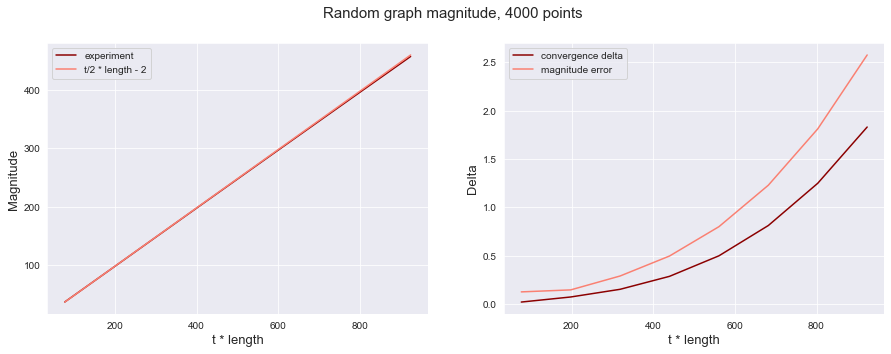 Random graph magnitude, 4000 points
experiment
t/2 * length - 2
Magnitude
400
300
200
100
200
400
600
800
t * length
convergence delta
magnitude error
Delta
2.5
2.0
1.5
1.0
0.5
0.0
200
400
600
800
t * length